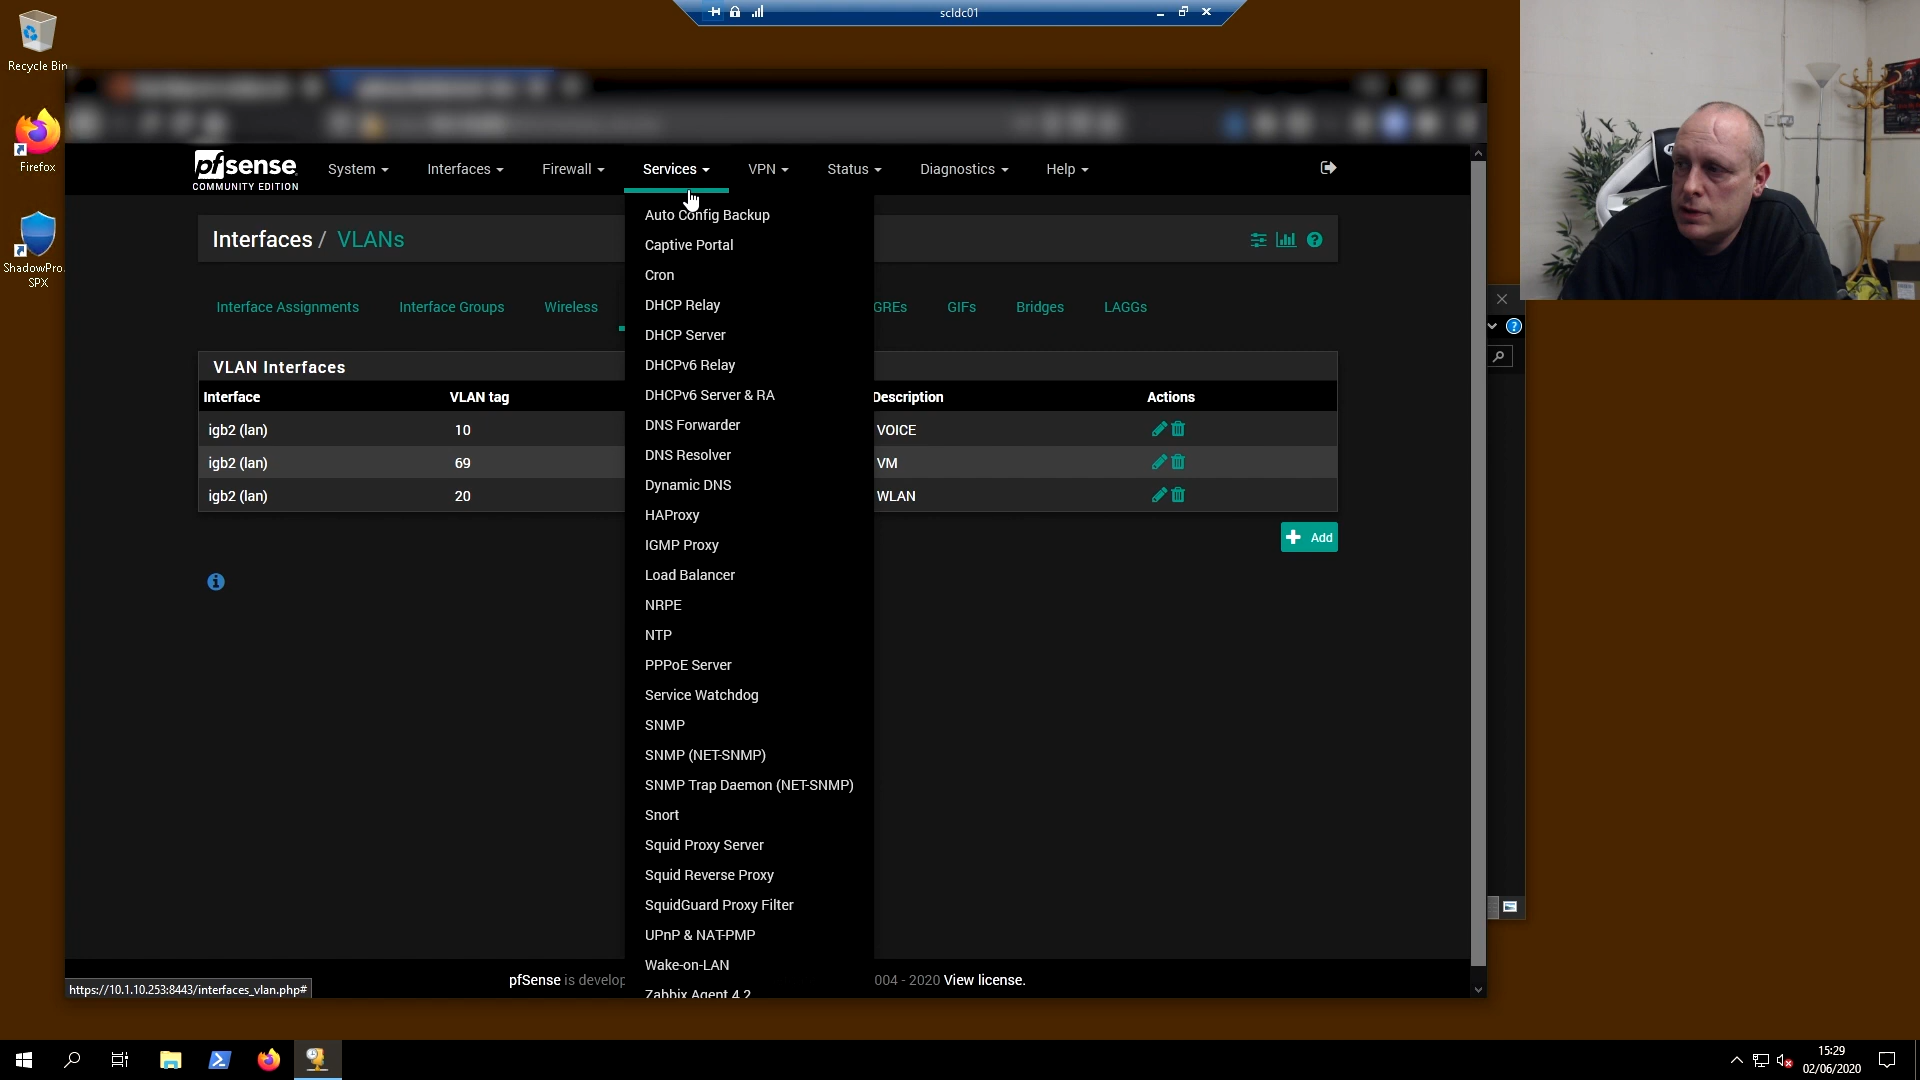 scldc01
Recycle Bin
Firefox
ShadowPro...
SPX
pfsense
COMMUNITY EDITION
System
Interfaces
Firewall
Services
VPN
Status
Diagnostics
Help
Interfaces / VLANs
Interface Assignments
Interface Groups
Wireless
GREs
GIFs
Bridges
LAGGs
VLAN Interfaces
Interface VLAN tag Description Actions
igb2 (lan) 10 VOICE
igb2 (lan) 69 VM
igb2 (lan) 20 WLAN
Add
Auto Config Backup
Captive Portal
Cron
DHCP Relay
DHCP Server
DHCPv6 Relay
DHCPv6 Server & RA
DNS Forwarder
DNS Resolver
Dynamic DNS
HAProxy
IGMP Proxy
Load Balancer
NRPE
NTP
PPPoE Server
Service Watchdog
SNMP
SNMP (NET-SNMP)
SNMP Trap Daemon (NET-SNMP)
Snort
Squid Proxy Server
Squid Reverse Proxy
SquidGuard Proxy Filter
UPnP & NAT-PMP
Wake-on-LAN
Zabbix Agent 4.2
pfSense is develop 004 - 2020 View license.
https://10.1.10.253:8443/interfaces_vlan.php#
15:29
02/06/2020